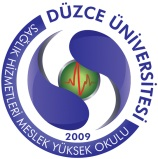 DÜZCE ÜNİVERSİTESİ
SAĞLIK HİZMETLERİ MESLEK YÜKSEK OKULU
2009